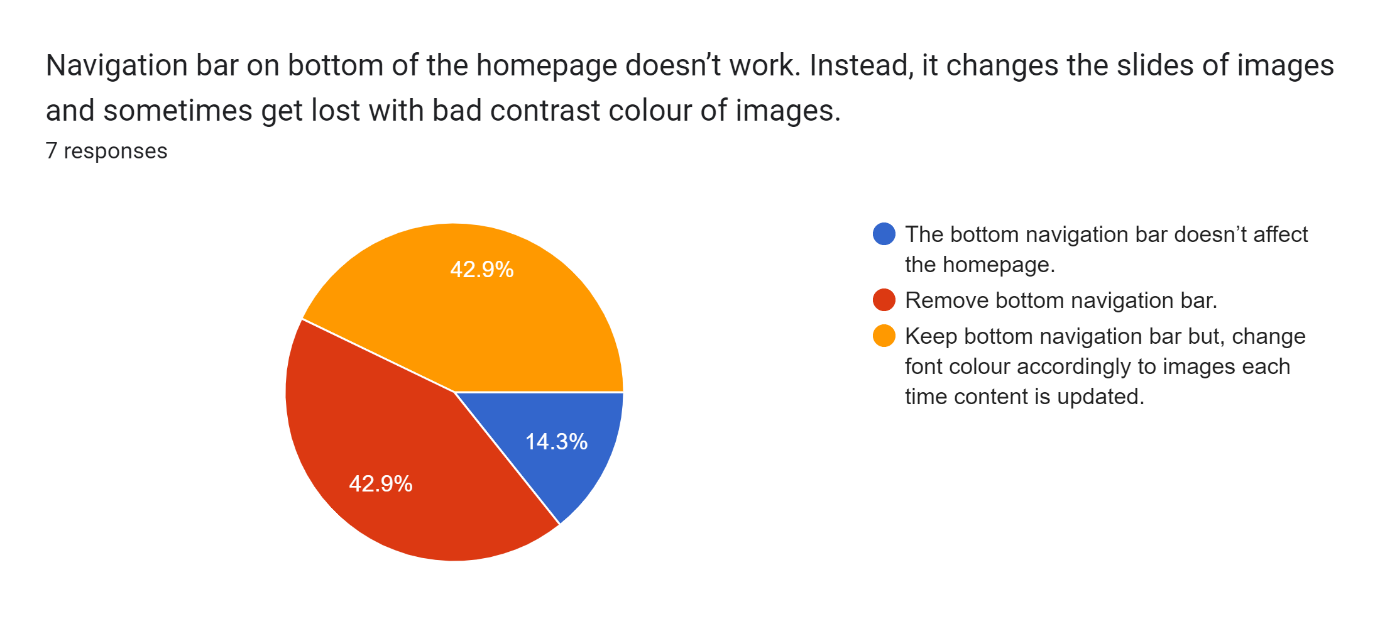 Navigation bar on bottom of the homepage doesn’t work. Instead, it changes the slides of images
and sometimes get lost with bad contrast colour of images.
7 responses
42.9%
14.3%
42.9%
The bottom navigation bar doesn’t affect
the homepage.
Remove bottom navigation bar.
Keep bottom navigation bar but, change
font colour accordingly to images each
time content is updated.